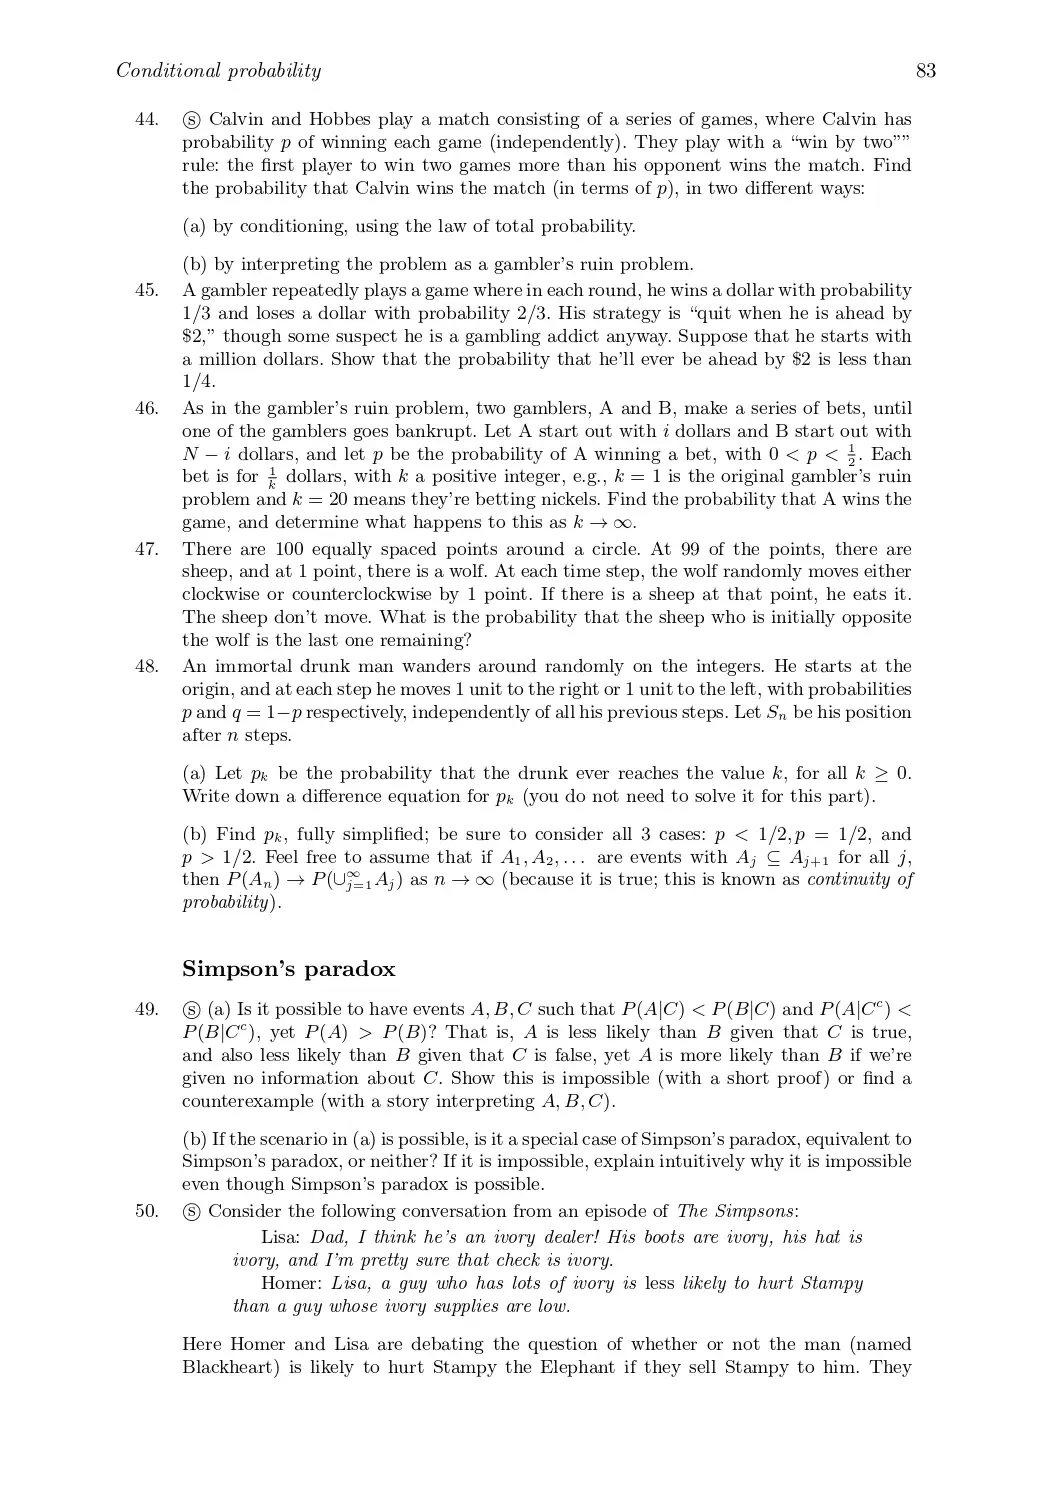 Conditional probability 83
44. Ⓢ Calvin and Hobbes play a match consisting of a series of games, where Calvin has
probability p of winning each game (independently). They play with a “win by two””
rule: the first player to win two games more than his opponent wins the match. Find
the probability that Calvin wins the match (in terms of p), in two different ways:
(a) by conditioning, using the law of total probability.
(b) by interpreting the problem as a gambler’s ruin problem.
45. A gambler repeatedly plays a game where in each round, he wins a dollar with probability
1/3 and loses a dollar with probability 2/3. His strategy is “quit when he is ahead by
$2,” though some suspect he is a gambling addict anyway. Suppose that he starts with
a million dollars. Show that the probability that he’ll ever be ahead by $2 is less than
1/4.
46. As in the gambler’s ruin problem, two gamblers, A and B, make a series of bets, until
one of the gamblers goes bankrupt. Let A start out with i dollars and B start out with
N − i dollars, and let p be the probability of A winning a bet, with 0 < p < 1/2. Each
bet is for 1/k dollars, with k a positive integer, e.g., k = 1 is the original gambler’s ruin
problem and k = 20 means they’re betting nickels. Find the probability that A wins the
game, and determine what happens to this as k → ∞.
47. There are 100 equally spaced points around a circle. At 99 of the points, there are
sheep, and at 1 point, there is a wolf. At each time step, the wolf randomly moves either
clockwise or counterclockwise by 1 point. If there is a sheep at that point, he eats it.
The sheep don’t move. What is the probability that the sheep who is initially opposite
the wolf is the last one remaining?
48. An immortal drunk man wanders around randomly on the integers. He starts at the
origin, and at each step he moves 1 unit to the right or 1 unit to the left, with probabilities
p and q = 1−p respectively, independently of all his previous steps. Let Sₙ be his position
after n steps.
(a) Let pₖ be the probability that the drunk ever reaches the value k, for all k ≥ 0.
Write down a difference equation for pₖ (you do not need to solve it for this part).
(b) Find pₖ, fully simplified; be sure to consider all 3 cases: p < 1/2, p = 1/2, and
p > 1/2. Feel free to assume that if A₁, A₂, . . . are events with Aⱼ ⊆ Aⱼ₊₁ for all j,
then P(Aₙ) → P(∪_{j=1}^∞ Aⱼ) as n → ∞ (because it is true; this is known as continuity of
probability).
Simpson’s paradox
49. Ⓢ (a) Is it possible to have events A, B, C such that P(A|C) < P(B|C) and P(A|Cᶜ) <
P(B|Cᶜ), yet P(A) > P(B)? That is, A is less likely than B given that C is true,
and also less likely than B given that C is false, yet A is more likely than B if we’re
given no information about C. Show this is impossible (with a short proof) or find a
counterexample (with a story interpreting A, B, C).
(b) If the scenario in (a) is possible, is it a special case of Simpson’s paradox, equivalent to
Simpson’s paradox, or neither? If it is impossible, explain intuitively why it is impossible
even though Simpson’s paradox is possible.
50. Ⓢ Consider the following conversation from an episode of The Simpsons:
Lisa: Dad, I think he’s an ivory dealer! His boots are ivory, his hat is
ivory, and I’m pretty sure that check is ivory.
Homer: Lisa, a guy who has lots of ivory is less likely to hurt Stampy
than a guy whose ivory supplies are low.
Here Homer and Lisa are debating the question of whether or not the man (named
Blackheart) is likely to hurt Stampy the Elephant if they sell Stampy to him. They